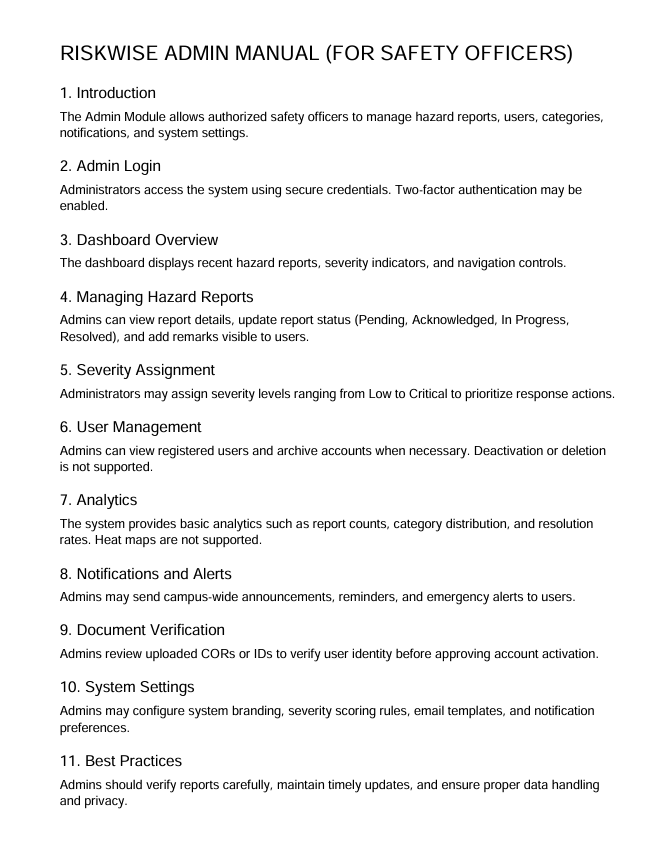 RISKWISE ADMIN MANUAL (FOR SAFETY OFFICERS)
1. Introduction
The Admin Module allows authorized safety officers to manage hazard reports, users, categories,
notifications, and system settings.
2. Admin Login
Administrators access the system using secure credentials. Two-factor authentication may be
enabled.
3. Dashboard Overview
The dashboard displays recent hazard reports, severity indicators, and navigation controls.
4. Managing Hazard Reports
Admins can view report details, update report status (Pending, Acknowledged, In Progress,
Resolved), and add remarks visible to users.
5. Severity Assignment
Administrators may assign severity levels ranging from Low to Critical to prioritize response actions.
6. User Management
Admins can view registered users and archive accounts when necessary. Deactivation or deletion
is not supported.
7. Analytics
The system provides basic analytics such as report counts, category distribution, and resolution
rates. Heat maps are not supported.
8. Notifications and Alerts
Admins may send campus-wide announcements, reminders, and emergency alerts to users.
9. Document Verification
Admins review uploaded CORs or IDs to verify user identity before approving account activation.
10. System Settings
Admins may configure system branding, severity scoring rules, email templates, and notification
preferences.
11. Best Practices
Admins should verify reports carefully, maintain timely updates, and ensure proper data handling
and privacy.